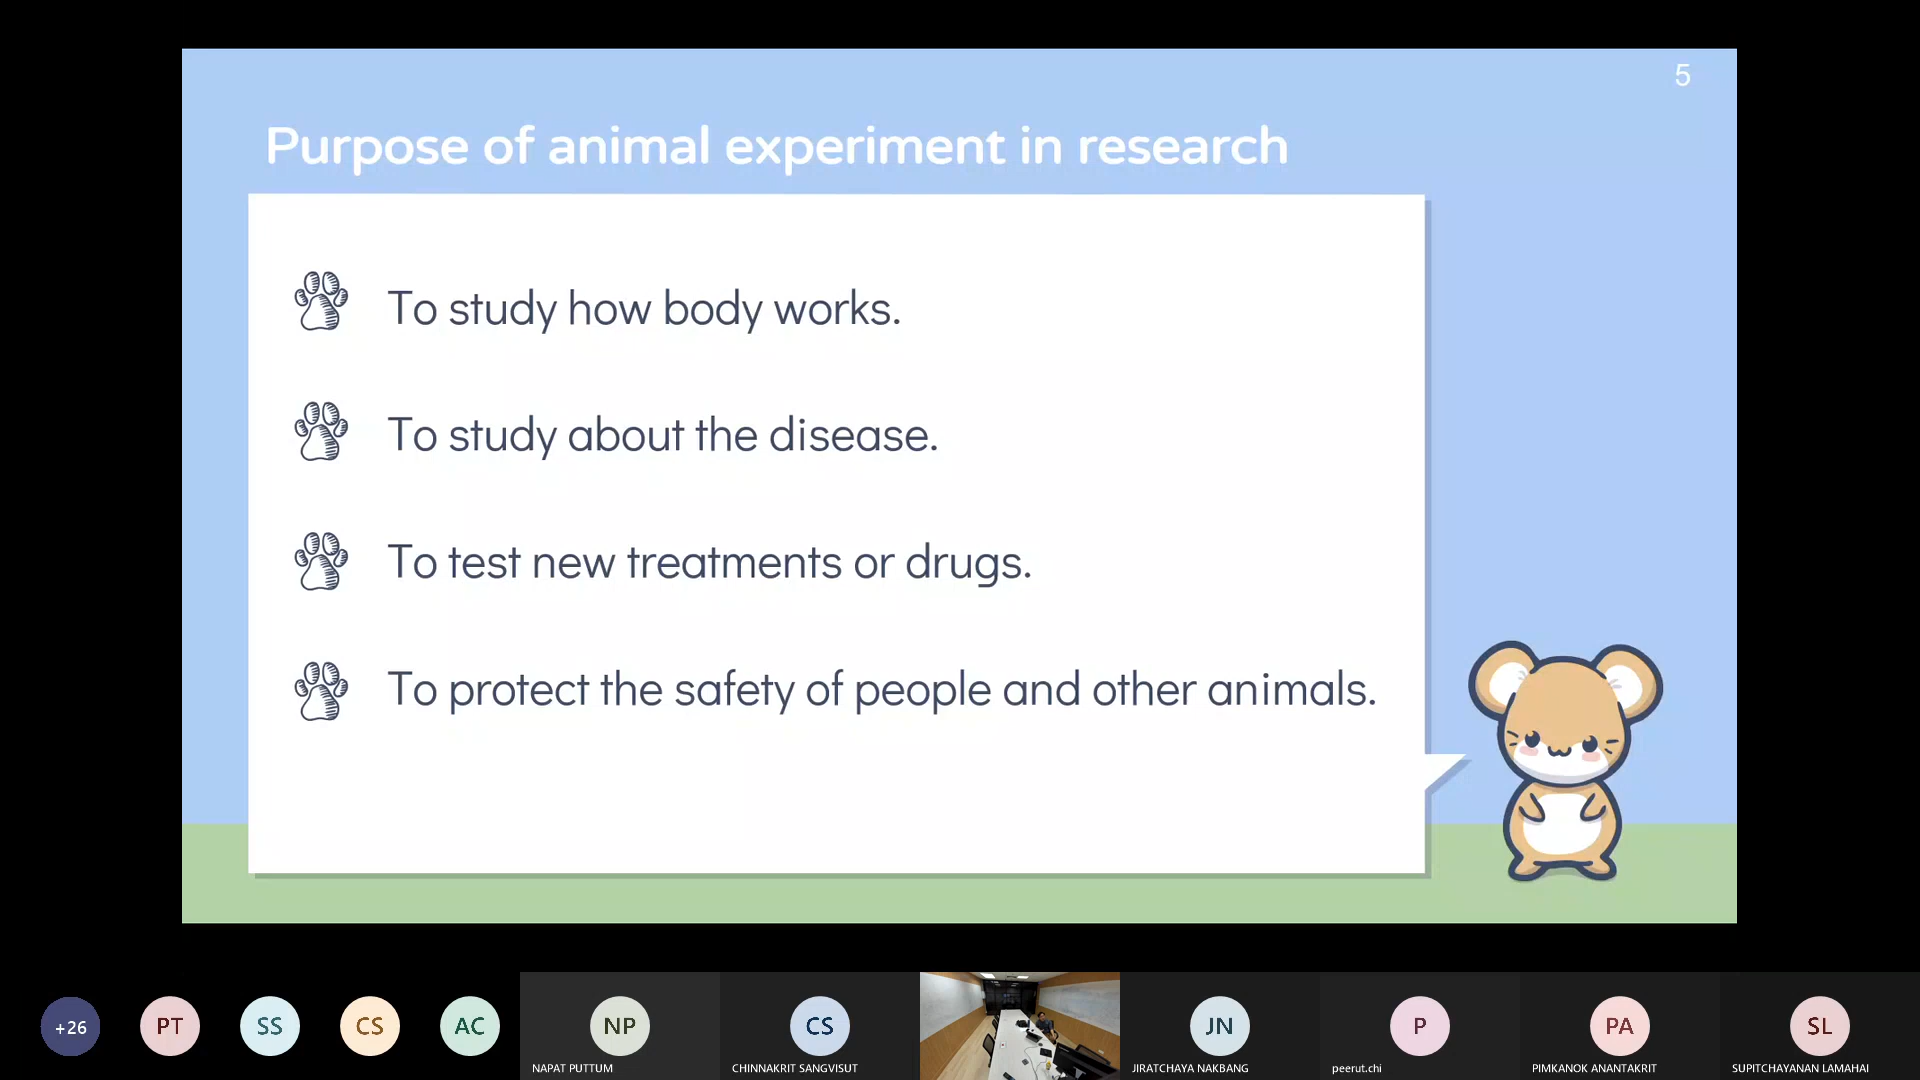 5
Purpose of animal experiment in research
To study how body works.
To study about the disease.
To test new treatments or drugs.
To protect the safety of people and other animals.
+26
PT
SS
CS
AC
NP
NAPAT PUTTUM
CS
CHINNAKRIT SANGVISUT
JN
JIRATCHAYA NAKBANG
P
peerut.chi
PA
PIMKANOK ANANTAKRIT
SL
SUPITCHAYANAN LAMAHAI